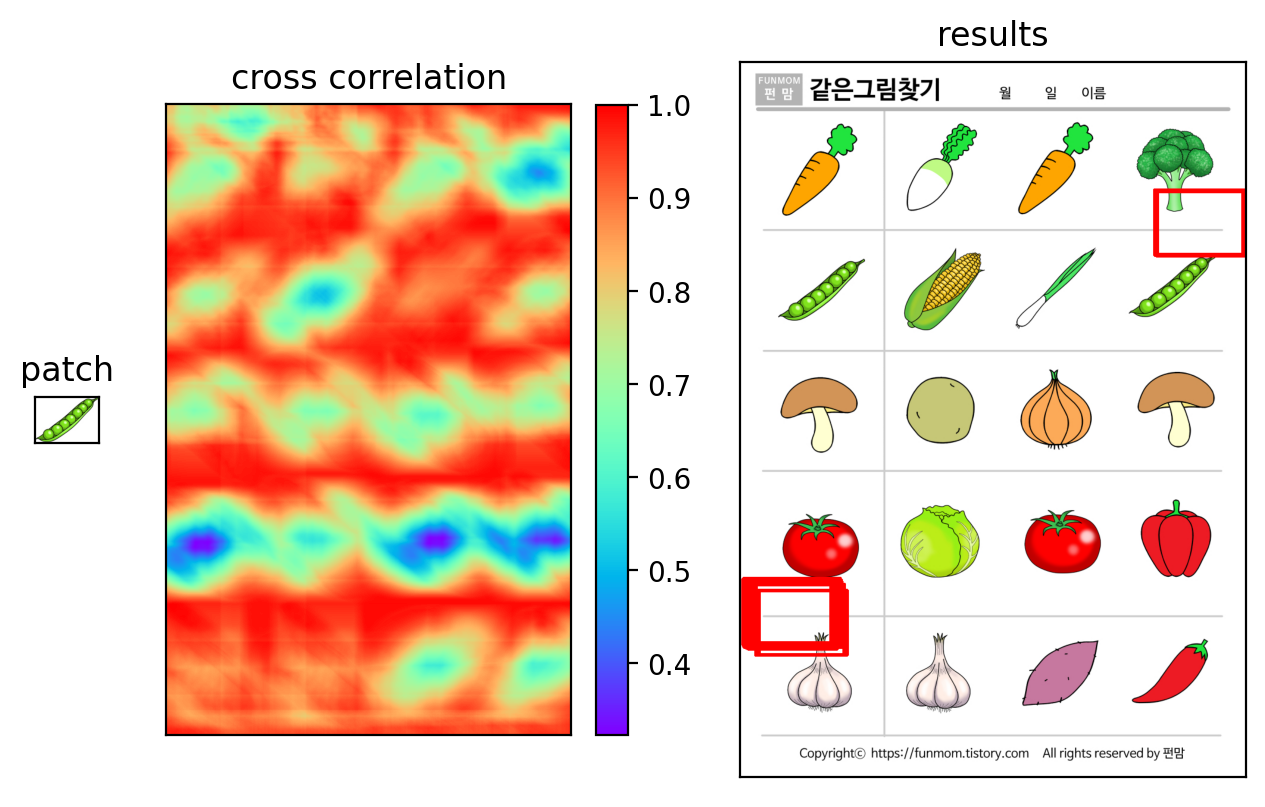 results
cross correlation
patch
1.0
0.9
0.8
0.7
0.6
0.5
0.4
FUNMOM
펀 맘
같은그림찾기
월 일 이름
Copyright© https://funmom.tistory.com All rights reserved by 펀맘